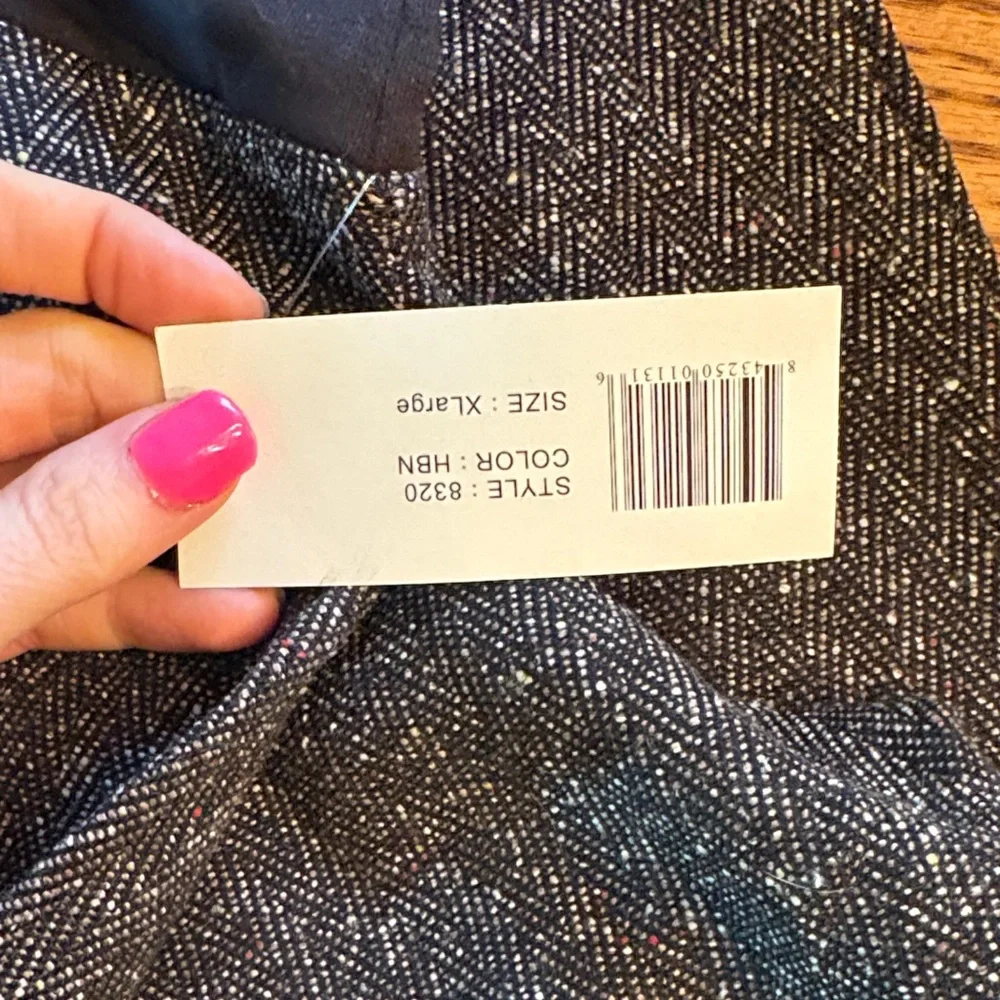 STYLE : 8320
COLOR : HBN
SIZE : XLarge
8 43250 01131 6